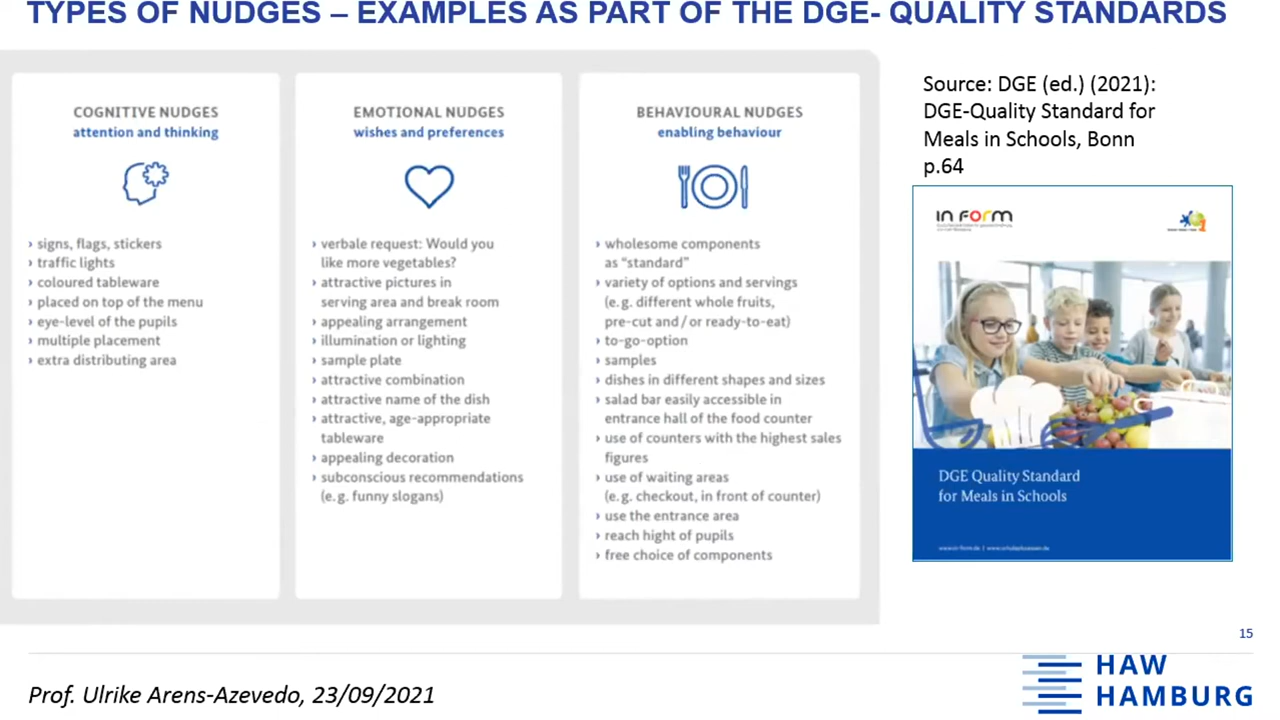 TYPES OF NUDGES – EXAMPLES AS PART OF THE DGE- QUALITY STANDARDS
COGNITIVE NUDGES
attention and thinking
› signs, flags, stickers
› traffic lights
› coloured tableware
› placed on top of the menu
› eye-level of the pupils
› multiple placement
› extra distributing area
EMOTIONAL NUDGES
wishes and preferences
› verbale request: Would you
like more vegetables?
› attractive pictures in
serving area and break room
› appealing arrangement
› illumination or lighting
› sample plate
› attractive combination
› attractive name of the dish
› attractive, age-appropriate
tableware
› appealing decoration
› subconscious recommendations
(e.g. funny slogans)
BEHAVIOURAL NUDGES
enabling behaviour
› wholesome components
as “standard”
› variety of options and servings
(e.g. different whole fruits,
pre-cut and / or ready-to-eat)
› to-go-option
› samples
› dishes in different shapes and sizes
› salad bar easily accessible in
entrance hall of the food counter
› use of counters with the highest sales
figures
› use of waiting areas
(e.g. checkout, in front of counter)
› use the entrance area
› reach hight of pupils
› free choice of components
Source: DGE (ed.) (2021):
DGE-Quality Standard for
Meals in Schools, Bonn
p.64
IN FORM
DGE Quality Standard
for Meals in Schools
15
Prof. Ulrike Arens-Azevedo, 23/09/2021
HAW
HAMBURG